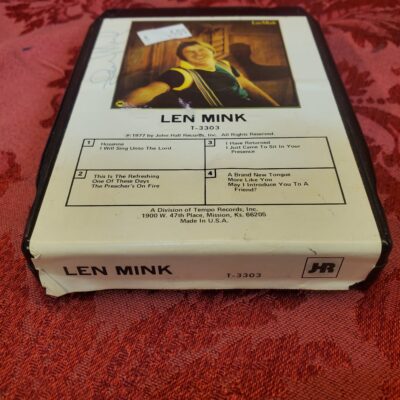 Len Mink
LEN MINK
T-3303
℗ 1977 by John Hall Records, Inc. All Rights Reserved.
1
Hosanna
I Will Sing Unto The Lord
2
This Is The Refreshing
One Of These Days
The Preacher's On Fire
3
I Have Returned
I Just Came To Sit In Your
Presence
4
A Brand New Tongue
More Like You
May I Introduce You To A
Friend?
A Division of Tempo Records, Inc.
1900 W. 47th Place, Mission, Ks. 66205
Made In U.S.A.
LEN MINK
T-3303
JHR